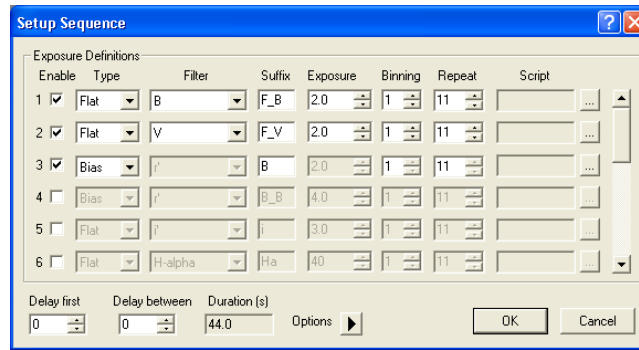 Setup Sequence
Exposure Definitions
Enable Type Filter Suffix Exposure Binning Repeat Script
1 Flat B F_B 2.0 1 11 ...
2 Flat V F_V 2.0 1 11 ...
3 Bias r' B 2.0 1 11 ...
4 Bias r' B_B 4.0 1 11 ...
5 Flat i' i 3.0 1 11 ...
6 Flat H-alpha Ha 40 1 11 ...
Delay first Delay between Duration (s)
0 0 44.0 Options OK Cancel